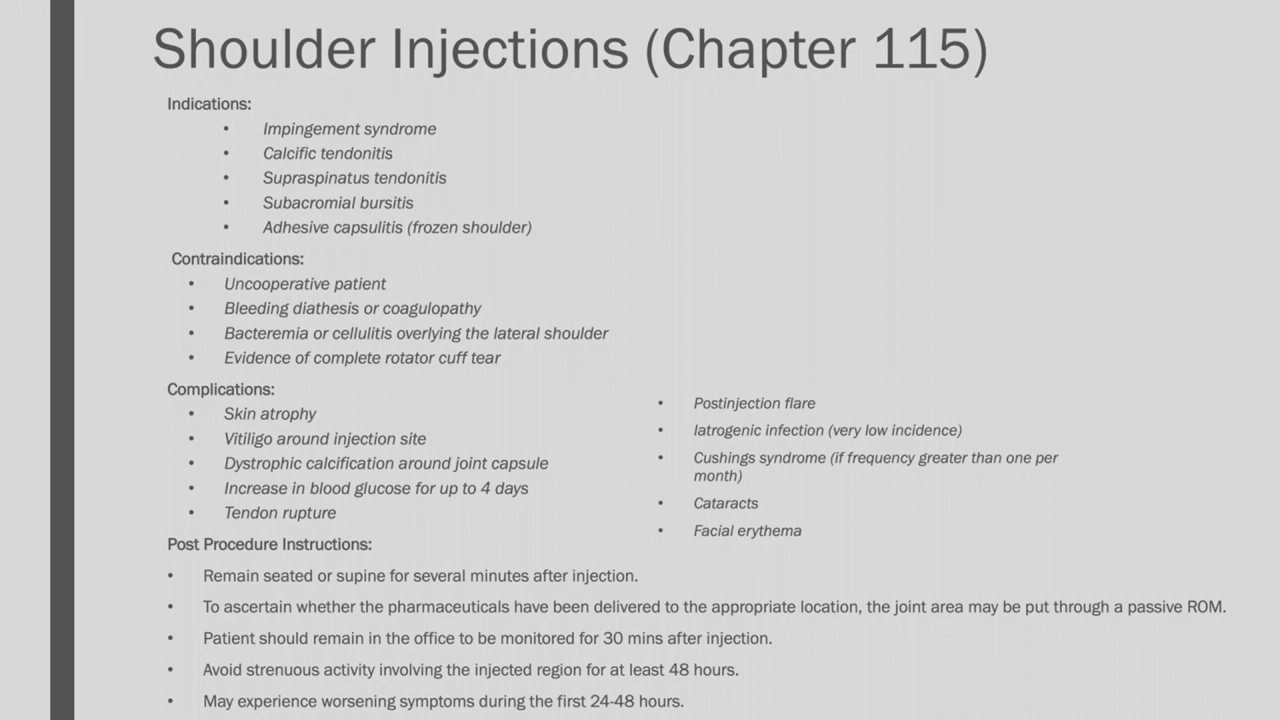 Shoulder Injections (Chapter 115)
Indications:
• Impingement syndrome
• Calcific tendonitis
• Supraspinatus tendonitis
• Subacromial bursitis
• Adhesive capsulitis (frozen shoulder)
Contraindications:
• Uncooperative patient
• Bleeding diathesis or coagulopathy
• Bacteremia or cellulitis overlying the lateral shoulder
• Evidence of complete rotator cuff tear
Complications:
• Skin atrophy
• Vitiligo around injection site
• Dystrophic calcification around joint capsule
• Increase in blood glucose for up to 4 days
• Tendon rupture
• Postinjection flare
• Iatrogenic infection (very low incidence)
• Cushings syndrome (if frequency greater than one per
month)
• Cataracts
• Facial erythema
Post Procedure Instructions:
• Remain seated or supine for several minutes after injection.
• To ascertain whether the pharmaceuticals have been delivered to the appropriate location, the joint area may be put through a passive ROM.
• Patient should remain in the office to be monitored for 30 mins after injection.
• Avoid strenuous activity involving the injected region for at least 48 hours.
• May experience worsening symptoms during the first 24-48 hours.